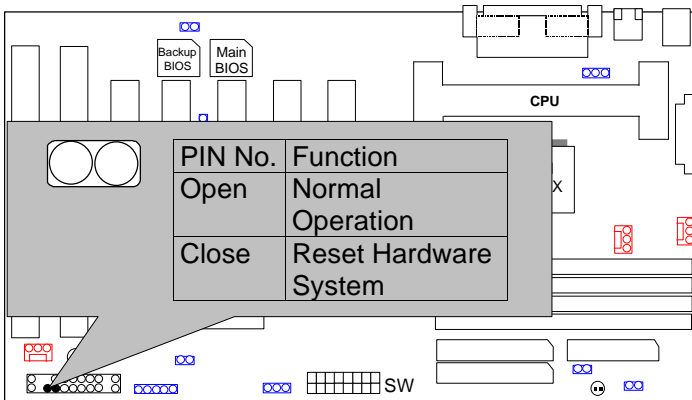 Backup
BIOS
Main
BIOS
CPU
PIN No. Function
Open Normal
Operation
Close Reset Hardware
System
X
SW